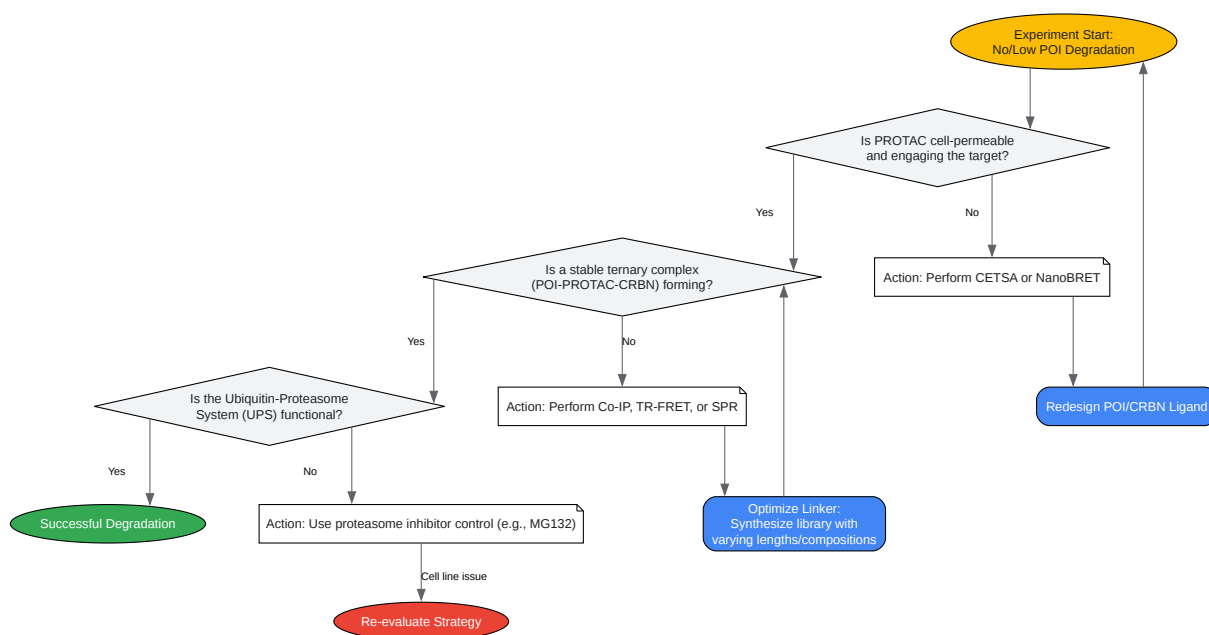 Experiment Start:
No/Low POI Degradation
Is PROTAC cell-permeable
and engaging the target?
Yes
No
Is a stable ternary complex
(POI-PROTAC-CRBN) forming?
Action: Perform CETSA or NanoBRET
Yes
No
Is the Ubiquitin-Proteasome
System (UPS) functional?
Action: Perform Co-IP, TR-FRET, or SPR
Redesign POI/CRBN Ligand
Yes
No
Successful Degradation
Action: Use proteasome inhibitor control (e.g., MG132)
Optimize Linker:
Synthesize library with
varying lengths/compositions
Cell line issue
Re-evaluate Strategy